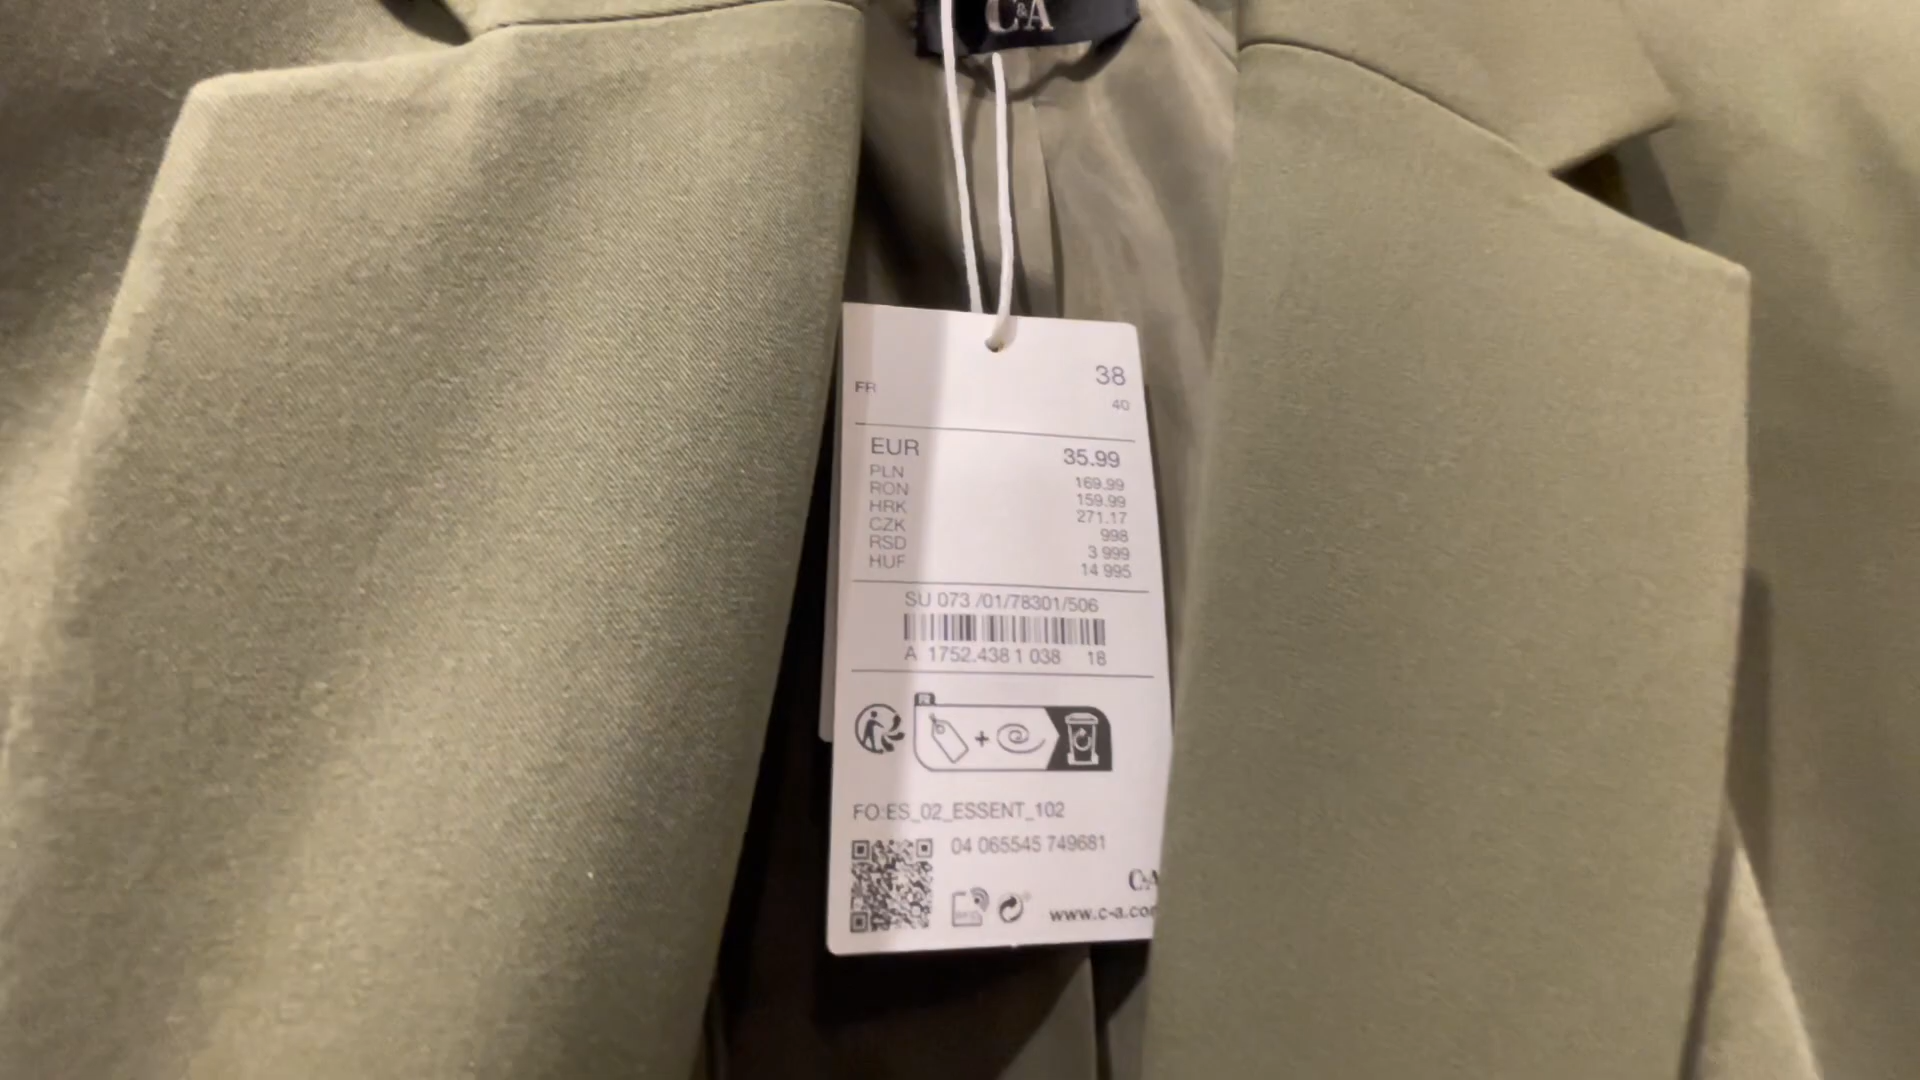 C&A
38
FR 40
EUR 35.99
PLN 169.99
RON 159.99
HRK 271.17
CZK 998
RSD 3 999
HUF 14 995
SU 073 /01/78301/506
A 1752.4381 038 18
FR
+
FO:ES_02_ESSENT_102
04 065545 749681
C&A
www.c-a.com